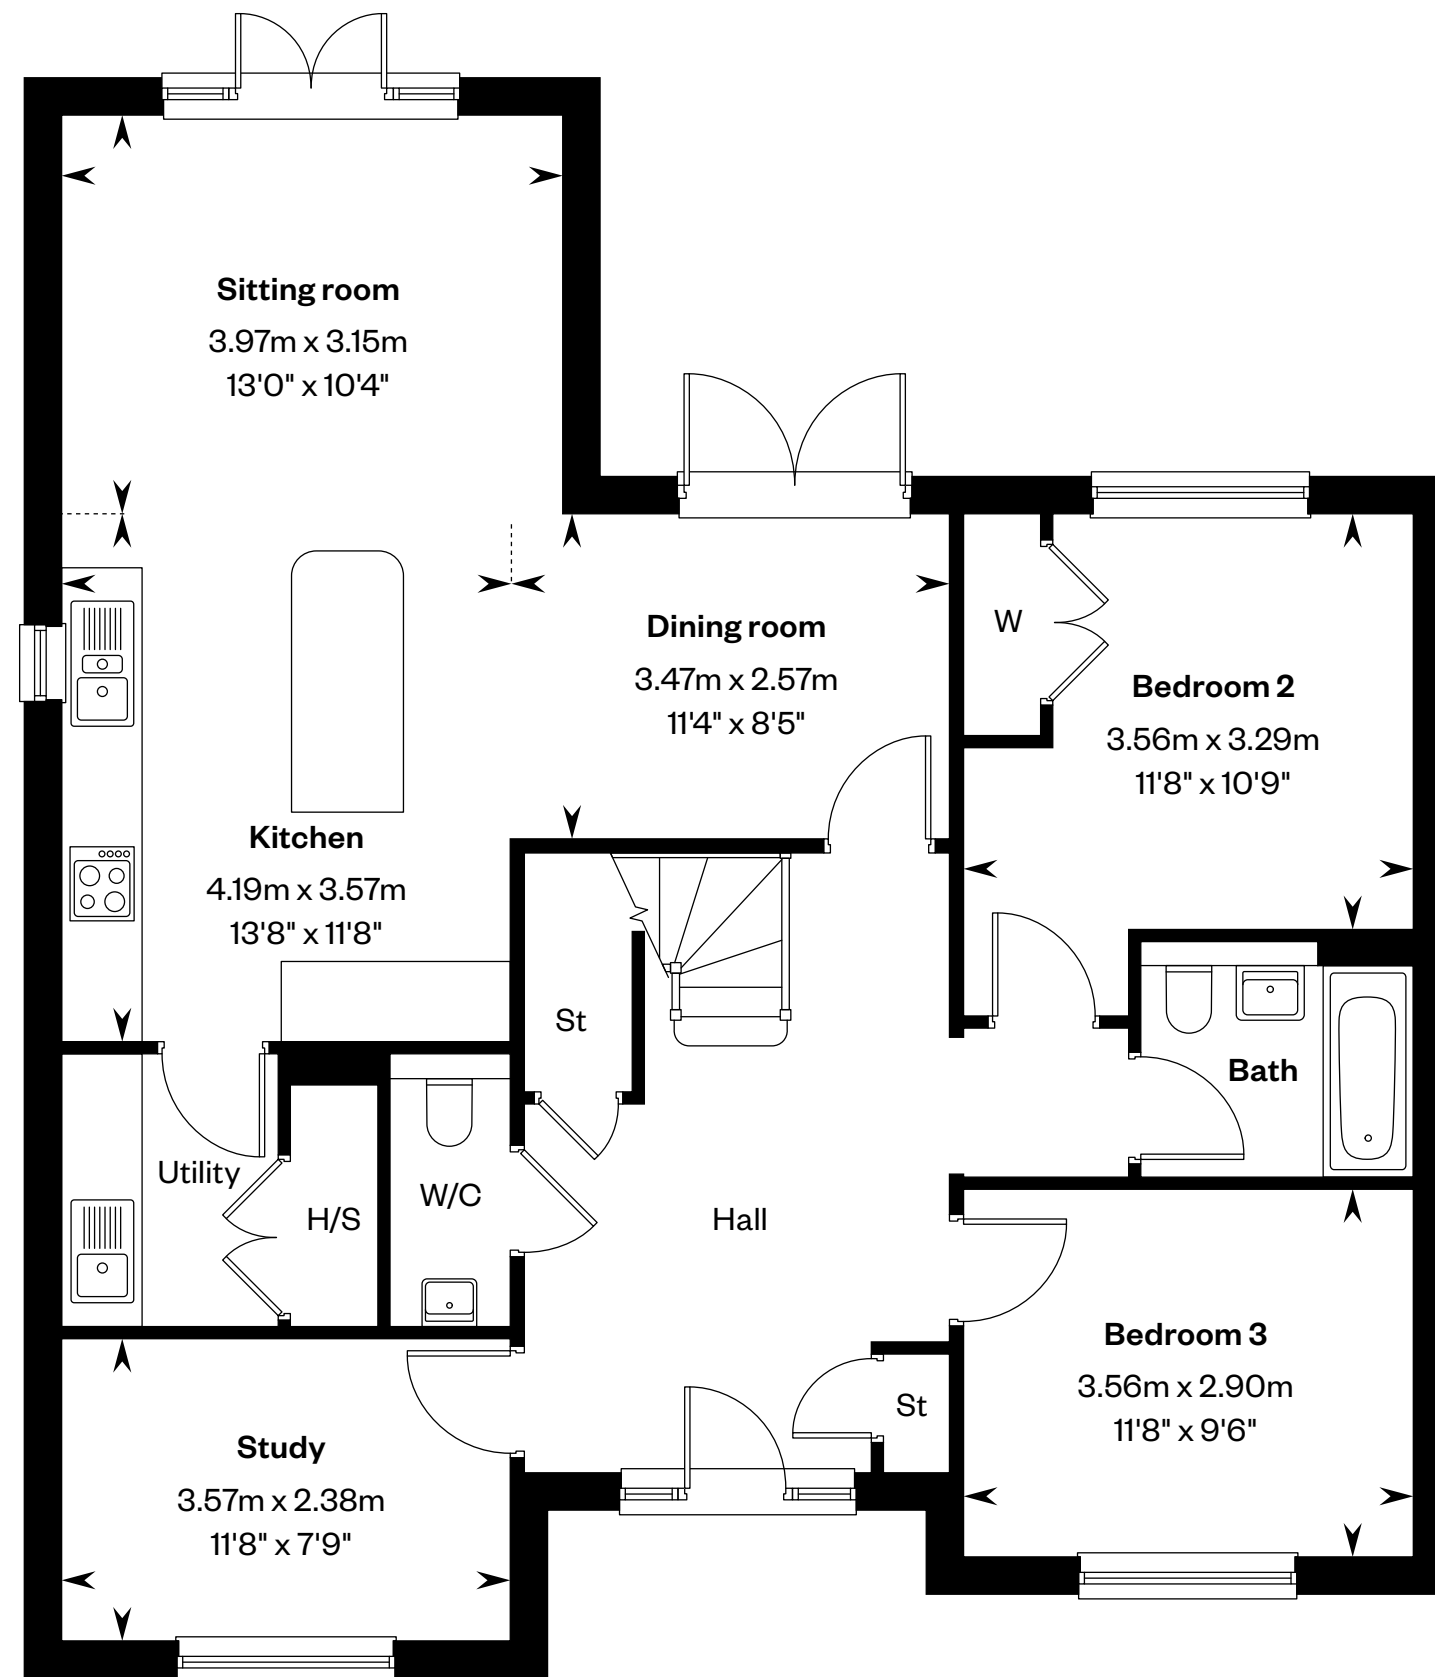 Sitting room
3.97m x 3.15m
13'0" x 10'4"
Dining room
3.47m x 2.57m
11'4" x 8'5"
W
Bedroom 2
3.56m x 3.29m
11'8" x 10'9"
Kitchen
4.19m x 3.57m
13'8" x 11'8"
St
Bath
Utility
H/S
W/C
Hall
Bedroom 3
3.56m x 2.90m
11'8" x 9'6"
St
Study
3.57m x 2.38m
11'8" x 7'9"